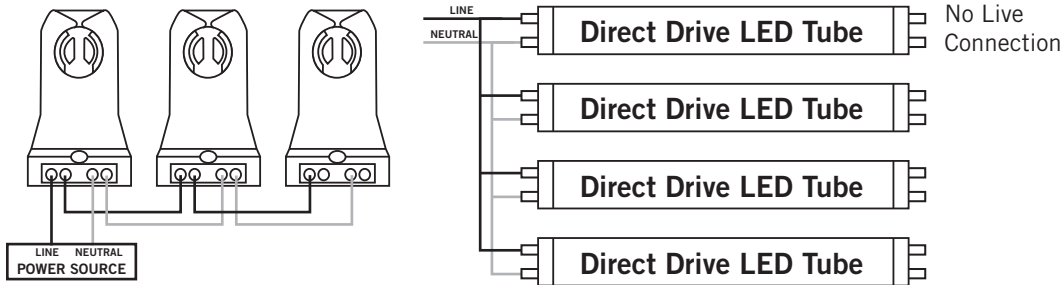 LINE NEUTRAL
POWER SOURCE
LINE
NEUTRAL
Direct Drive LED Tube
No Live
Connection
Direct Drive LED Tube
Direct Drive LED Tube
Direct Drive LED Tube